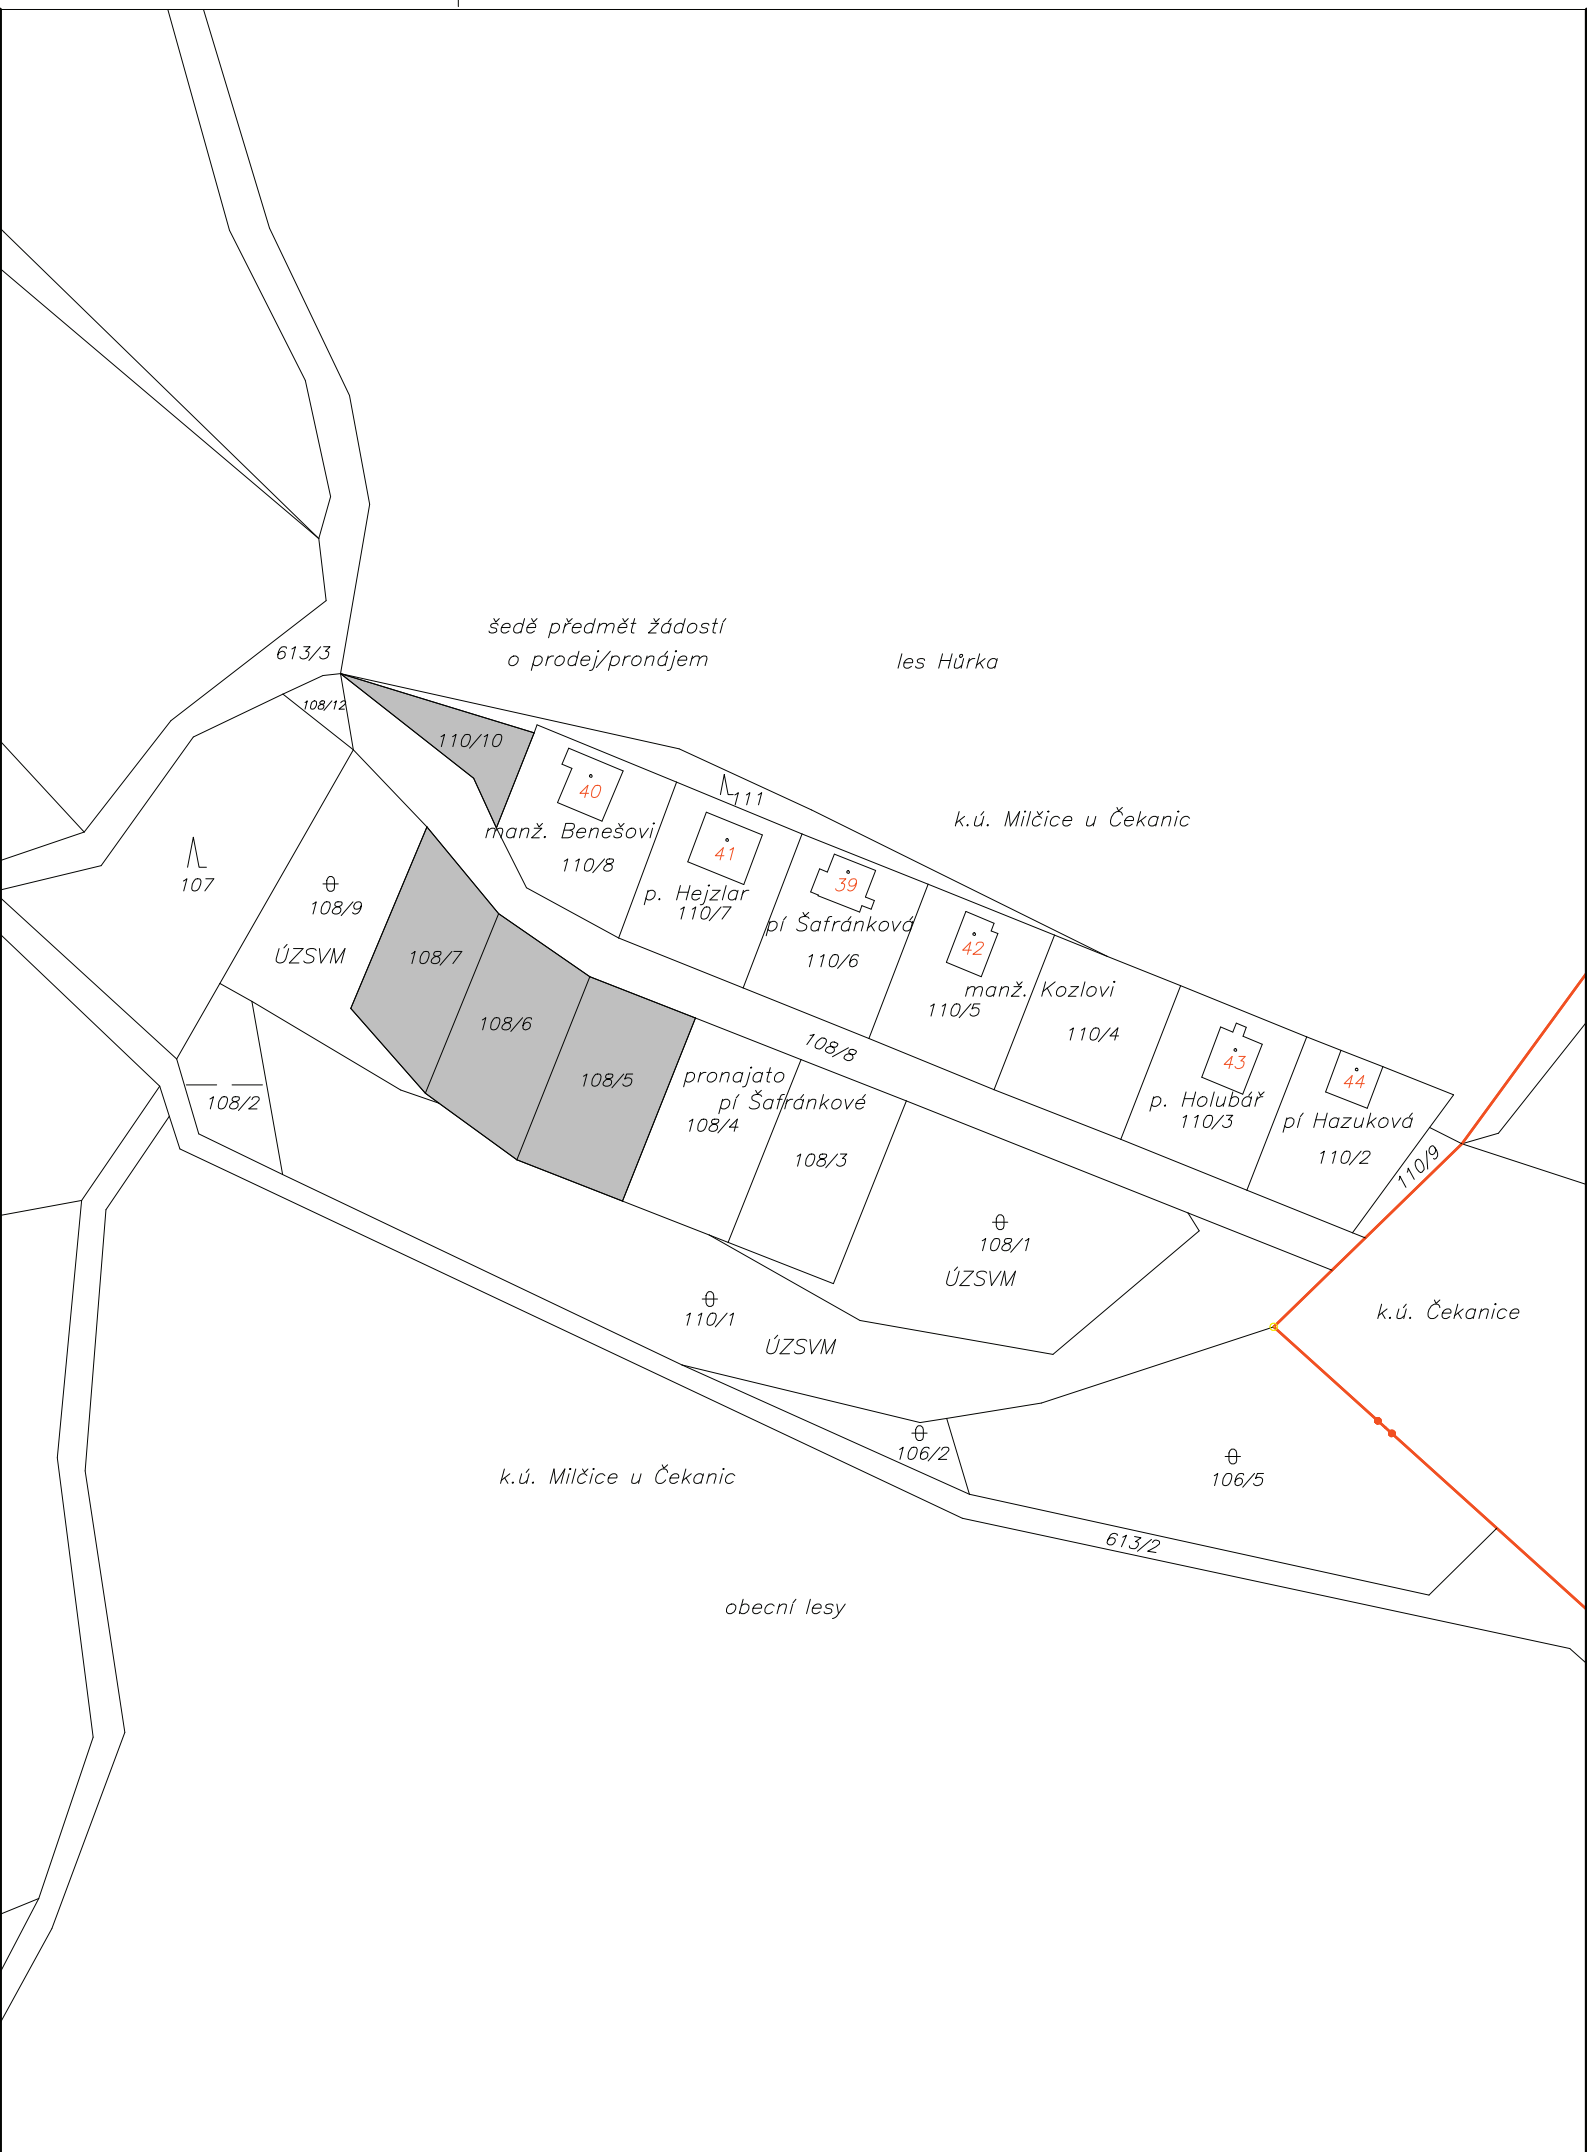 šedě předmět žádostí
o prodej/pronájem
613/3
les Hůrka
108/12
110/10
40
111
manž. Benešovi
110/8
k.ú. Milčice u Čekanic
41
p. Hejzlar
110/7
39
pí Šafránková
110/6
107
108/9
ÚZSVM
42
manž. Kozlovi
110/5
110/4
108/7
108/6
108/5
108/8
43
p. Holubář
110/3
44
pí Hazuková
110/2
110/9
108/2
pronajato
pí Šafránkové
108/4
108/3
108/1
ÚZSVM
110/1
ÚZSVM
k.ú. Čekanice
106/2
106/5
k.ú. Milčice u Čekanic
613/2
obecní lesy